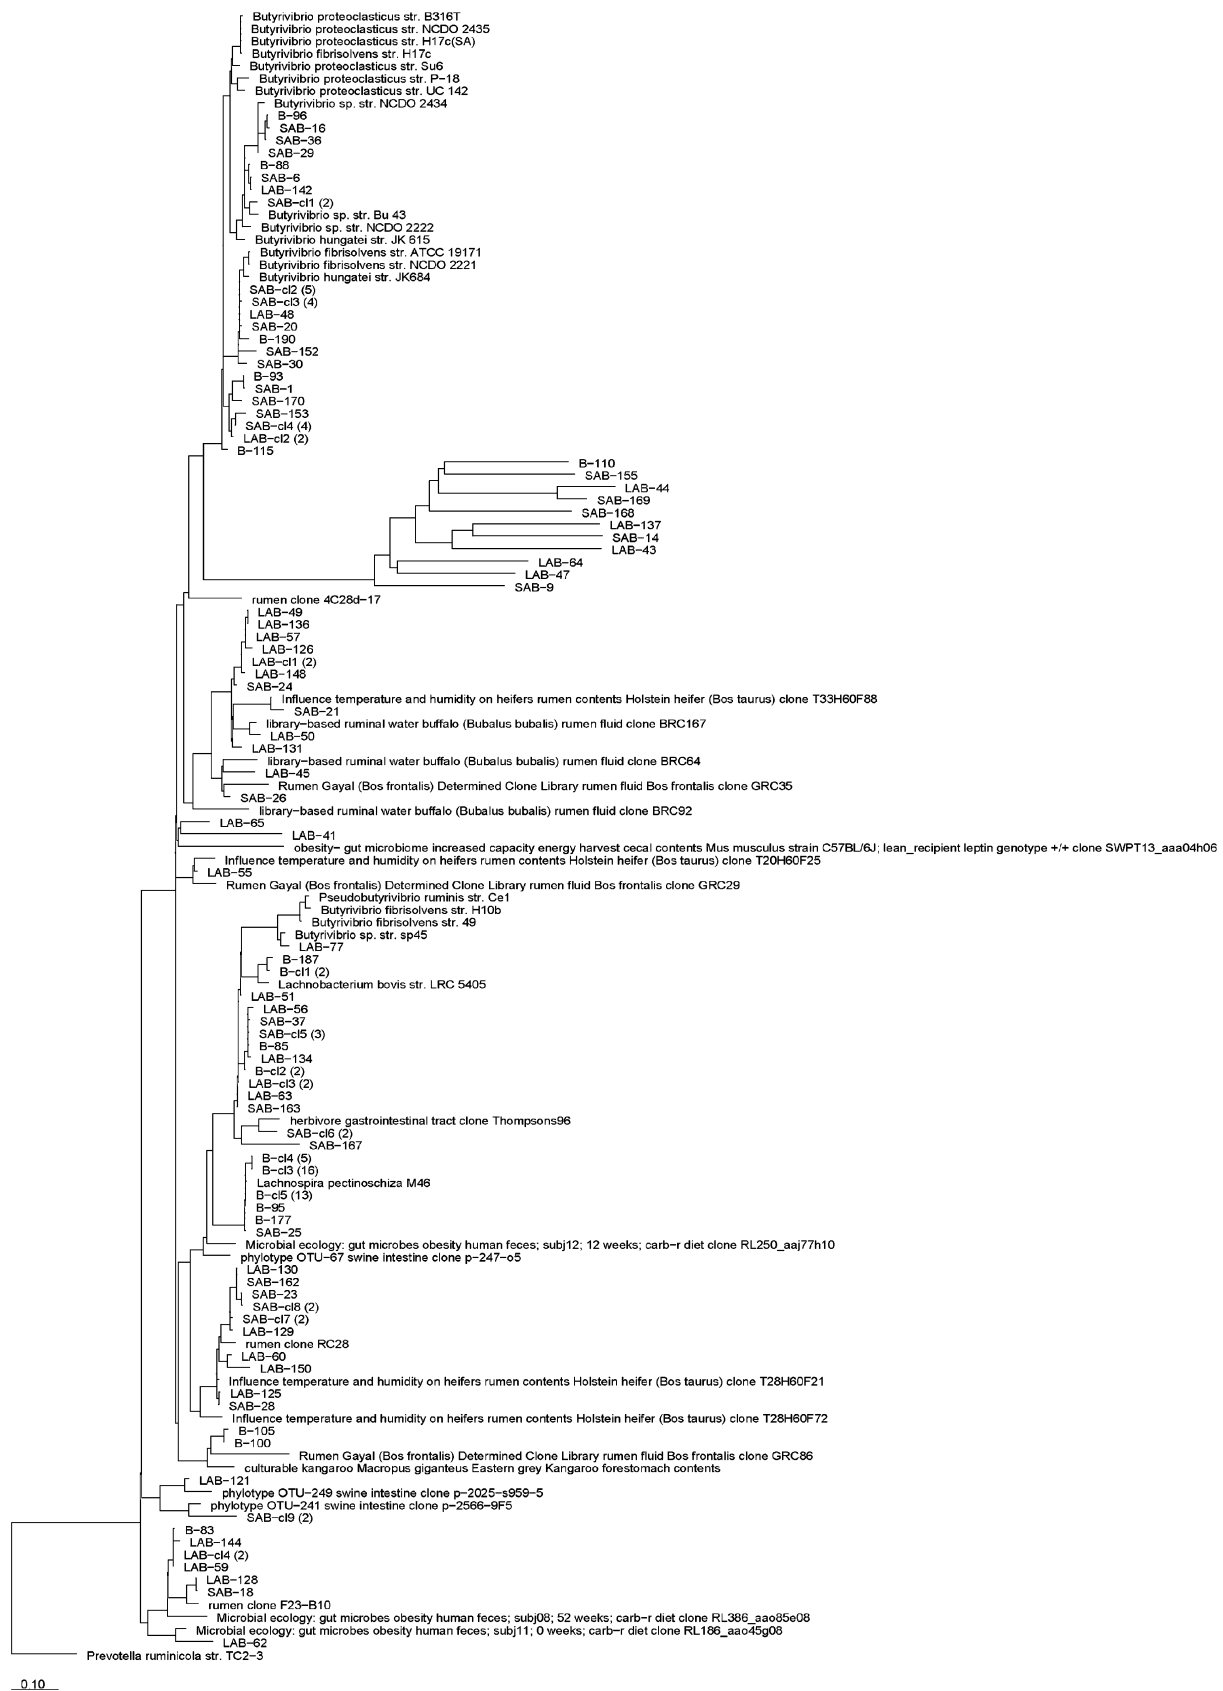 Butyrivibrio proteoclasticus str. B316T
Butyrivibrio proteoclasticus str. NCDO 2435
Butyrivibrio proteoclasticus str. H17c(SA)
Butyrivibrio fibrisolvens str. H17c
Butyrivibrio proteoclasticus str. Su6
Butyrivibrio proteoclasticus str. P−18
Butyrivibrio proteoclasticus str. UC 142
Butyrivibrio sp. str. NCDO 2434
B−96
SAB−16
SAB−36
SAB−29
B−88
SAB−6
LAB−142
SAB−cl1 (2)
Butyrivibrio sp. str. Bu 43
Butyrivibrio sp. str. NCDO 2222
Butyrivibrio hungatei str. JK 615
Butyrivibrio fibrisolvens str. ATCC 19171
Butyrivibrio fibrisolvens str. NCDO 2221
Butyrivibrio hungatei str. JK684
SAB−cl2 (5)
SAB−cl3 (4)
LAB−48
SAB−20
B−190
SAB−152
SAB−30
B−93
SAB−1
SAB−170
SAB−153
SAB−cl4 (4)
LAB−cl2 (2)
B−115
B−110
SAB−155
LAB−44
SAB−169
SAB−168
LAB−137
SAB−14
LAB−43
LAB−64
LAB−47
SAB−9
rumen clone 4C28d−17
LAB−49
LAB−136
LAB−57
LAB−126
LAB−cl1 (2)
LAB−148
SAB−24
Influence temperature and humidity on heifers rumen contents Holstein heifer (Bos taurus) clone T33H60F88
SAB−21
library−based ruminal water buffalo (Bubalus bubalis) rumen fluid clone BRC167
LAB−50
LAB−131
library−based ruminal water buffalo (Bubalus bubalis) rumen fluid clone BRC64
LAB−45
Rumen Gayal (Bos frontalis) Determined Clone Library rumen fluid Bos frontalis clone GRC35
SAB−26
library−based ruminal water buffalo (Bubalus bubalis) rumen fluid clone BRC92
LAB−65
LAB−41
obesity− gut microbiome increased capacity energy harvest cecal contents Mus musculus strain C57BL/6J; lean_recipient leptin genotype +/+ clone SWPT13_aaa04h06
Influence temperature and humidity on heifers rumen contents Holstein heifer (Bos taurus) clone T20H60F25
LAB−55
Rumen Gayal (Bos frontalis) Determined Clone Library rumen fluid Bos frontalis clone GRC29
Pseudobutyrivibrio ruminis str. Ce1
Butyrivibrio fibrisolvens str. H10b
Butyrivibrio fibrisolvens str. 49
Butyrivibrio sp. str. sp45
LAB−77
B−187
B−cl1 (2)
Lachnobacterium bovis str. LRC 5405
LAB−51
LAB−56
SAB−37
SAB−cl5 (3)
B−85
LAB−134
B−cl2 (2)
LAB−cl3 (2)
LAB−63
SAB−163
herbivore gastrointestinal tract clone Thompsons96
SAB−cl6 (2)
SAB−167
B−cl4 (5)
B−cl3 (16)
Lachnospira pectinoschiza M46
B−cl5 (13)
B−95
B−177
SAB−25
Microbial ecology: gut microbes obesity human feces; subj12; 12 weeks; carb−r diet clone RL250_aaj77h10
phylotype OTU−67 swine intestine clone p−247−o5
LAB−130
SAB−162
SAB−23
SAB−cl8 (2)
SAB−cl7 (2)
LAB−129
rumen clone RC28
LAB−60
LAB−150
Influence temperature and humidity on heifers rumen contents Holstein heifer (Bos taurus) clone T28H60F21
LAB−125
SAB−28
Influence temperature and humidity on heifers rumen contents Holstein heifer (Bos taurus) clone T28H60F72
B−105
B−100
Rumen Gayal (Bos frontalis) Determined Clone Library rumen fluid Bos frontalis clone GRC86
culturable kangaroo Macropus giganteus Eastern grey Kangaroo forestomach contents
LAB−121
phylotype OTU−249 swine intestine clone p−2025−s959−5
phylotype OTU−241 swine intestine clone p−2566−9F5
SAB−cl9 (2)
B−83
LAB−144
LAB−cl4 (2)
LAB−59
LAB−128
SAB−18
rumen clone F23−B10
Microbial ecology: gut microbes obesity human feces; subj08; 52 weeks; carb−r diet clone RL386_aao85e08
Microbial ecology: gut microbes obesity human feces; subj11; 0 weeks; carb−r diet clone RL186_aao45g08
LAB−62
Prevotella ruminicola str. TC2−3
0.10